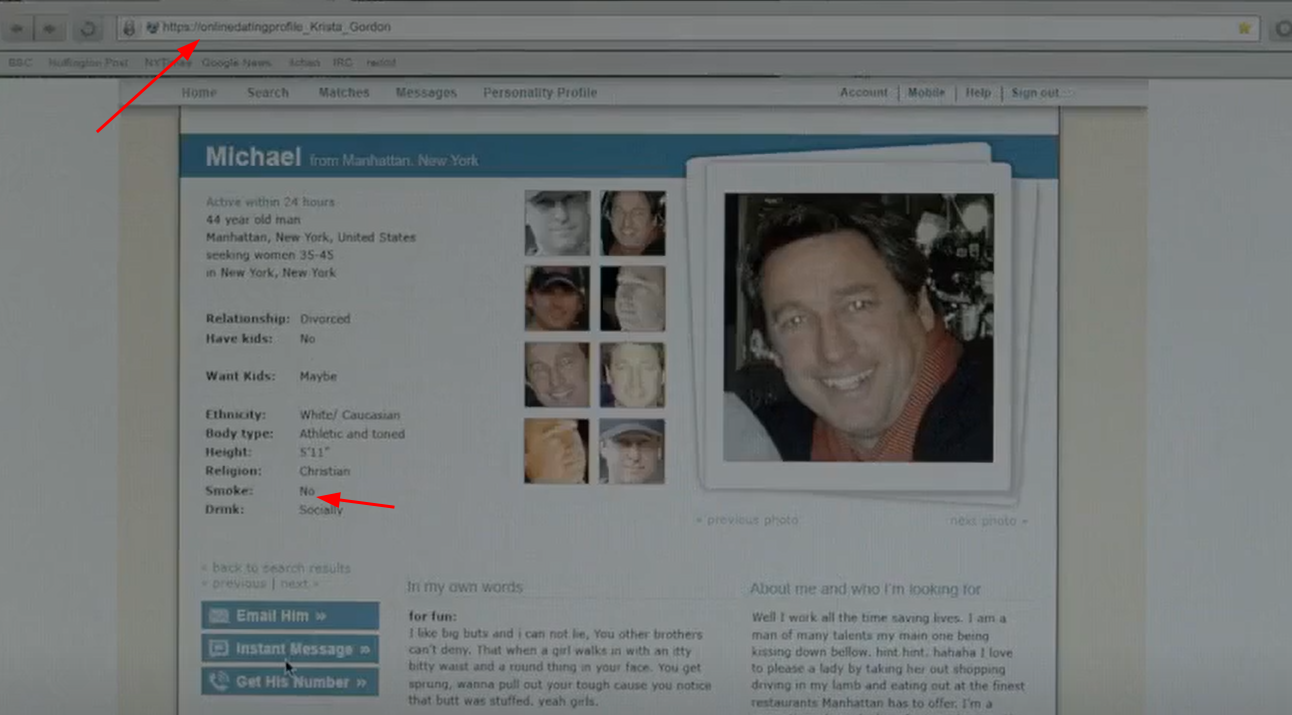 https://onlinedatingprofile_Krista_Gordon
BBC Huffington Post NYTimes Google News IRC reddit
Home Search Matches Messages Personality Profile Account | Mobile | Help | Sign out
Michael from Manhattan, New York
Active within 24 hours
44 year old man
Manhattan, New York, United States
seeking women 35-45
in New York, New York
Relationship: Divorced
Have kids: No
Want Kids: Maybe
Ethnicity: White/ Caucasian
Body type: Athletic and toned
Height: 5'11"
Religion: Christian
Smoke: No
Drink: Socially
« previous photo next photo »
« back to search results
« previous | next »
Email Him »
Instant Message »
Get His Number »
In my own words
for fun:
I like big buts and i can not lie, You other brothers
can't deny. That when a girl walks in with an itty
bitty waist and a round thing in your face. You get
sprung, wanna pull out your tough cause you notice
that butt was stuffed. yeah girls.
About me and who I'm looking for
Well I work all the time saving lives. I am a
man of many talents my main one being
kissing down bellow. hint hint. hahaha I love
to please a lady by taking her out shopping
driving in my lamb and eating out at the finest
restaurants Manhattan has to offer. I'm a